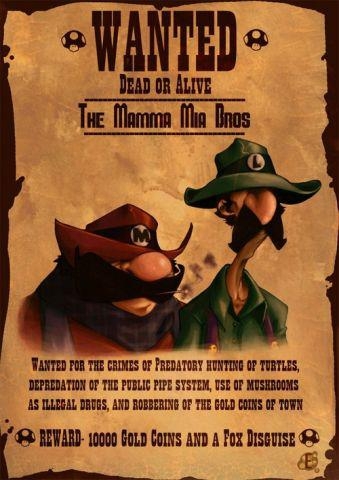 WANTED
DEAD OR ALIVE
THE MAMMA MIA BROS
L
M
WANTED FOR THE CRIMES OF PREDATORY HUNTING OF TURTLES,
DEPREDATION OF THE PUBLIC PIPE SYSTEM, USE OF MUSHROOMS
AS ILLEGAL DRUGS, AND ROBBERING OF THE GOLD COINS OF TOWN
REWARD- 10000 GOLD COINS AND A FOX DISGUISE